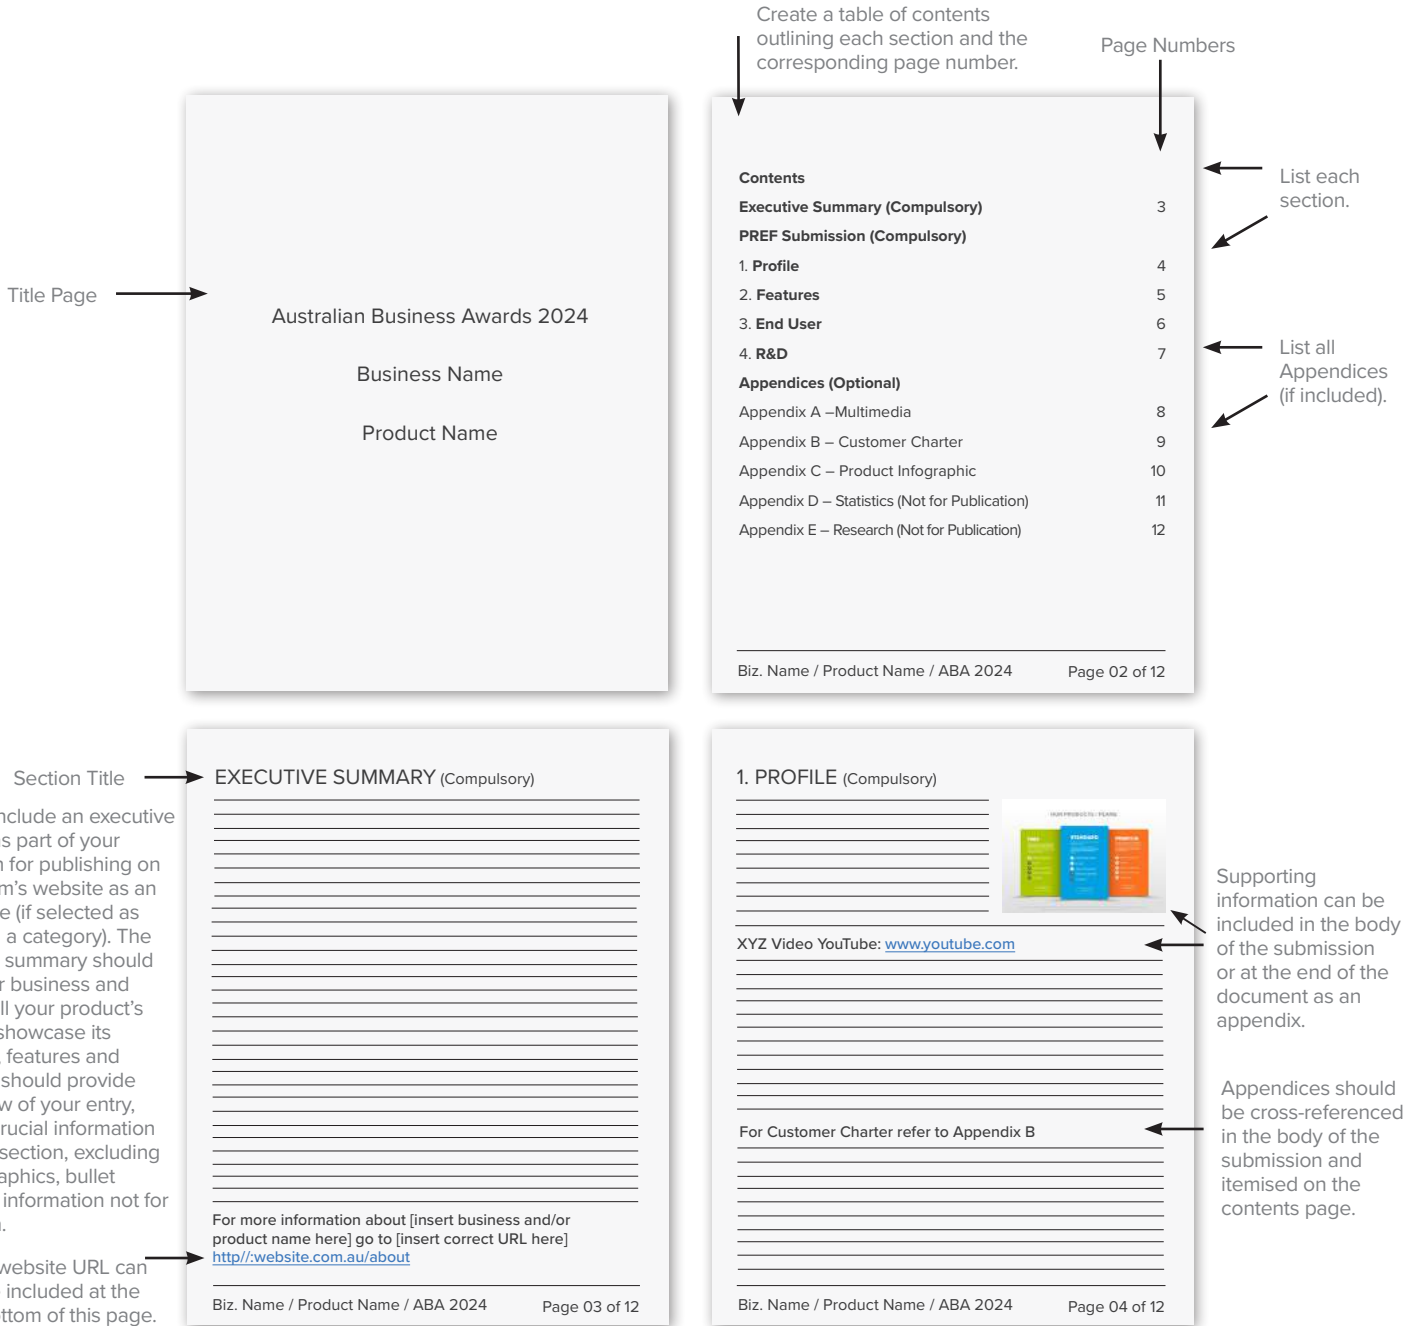 Create a table of contents
outlining each section and the
corresponding page number.
Page Numbers
Title Page
Australian Business Awards 2024
Business Name
Product Name
Contents
Executive Summary (Compulsory) 3
PREF Submission (Compulsory)
1. Profile 4
2. Features 5
3. End User 6
4. R&D 7
Appendices (Optional)
Appendix A –Multimedia 8
Appendix B – Customer Charter 9
Appendix C – Product Infographic 10
Appendix D – Statistics (Not for Publication) 11
Appendix E – Research (Not for Publication) 12
Biz. Name / Product Name / ABA 2024 Page 02 of 12
List each
section.
List all
Appendices
(if included).
Section Title
nclude an executive
s part of your
n for publishing on
m's website as an
e (if selected as
a category). The
summary should
r business and
ll your product's
showcase its
, features and
should provide
w of your entry,
rucial information
section, excluding
aphics, bullet
information not for
.
website URL can
included at the
ttom of this page.
EXECUTIVE SUMMARY (Compulsory)
For more information about [insert business and/or
product name here] go to [insert correct URL here]
http//:website.com.au/about
Biz. Name / Product Name / ABA 2024 Page 03 of 12
1. PROFILE (Compulsory)
OUR PRODUCTS / PLANS
STANDARD
XYZ Video YouTube: www.youtube.com
For Customer Charter refer to Appendix B
Biz. Name / Product Name / ABA 2024 Page 04 of 12
Supporting
information can be
included in the body
of the submission
or at the end of the
document as an
appendix.
Appendices should
be cross-referenced
in the body of the
submission and
itemised on the
contents page.